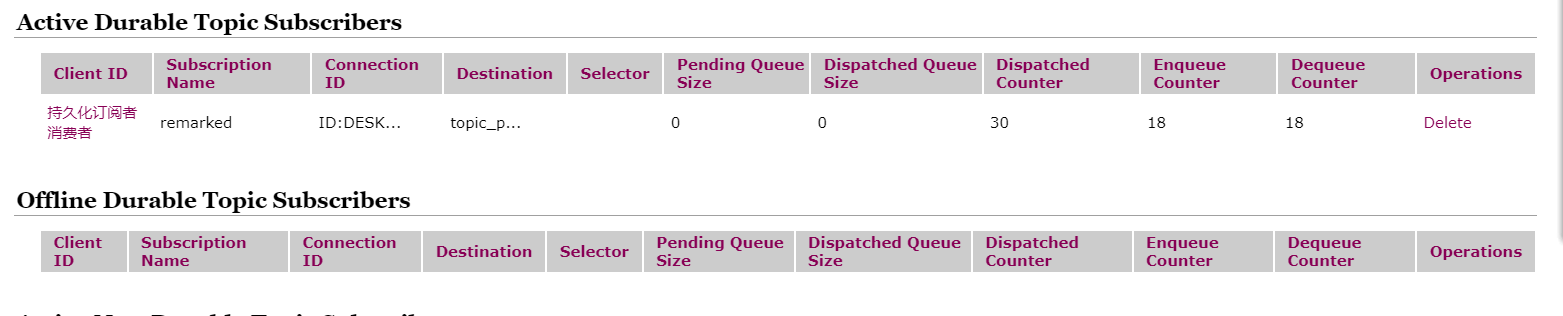 Active Durable Topic Subscribers
Client ID Subscription Name Connection ID Destination Selector Pending Queue Size Dispatched Queue Size Dispatched Counter Enqueue Counter Dequeue Counter Operations
持久化订阅者消费者 remarked ID:DESK... topic_p... 0 0 30 18 18 Delete
Offline Durable Topic Subscribers
Client ID Subscription Name Connection ID Destination Selector Pending Queue Size Dispatched Queue Size Dispatched Counter Enqueue Counter Dequeue Counter Operations